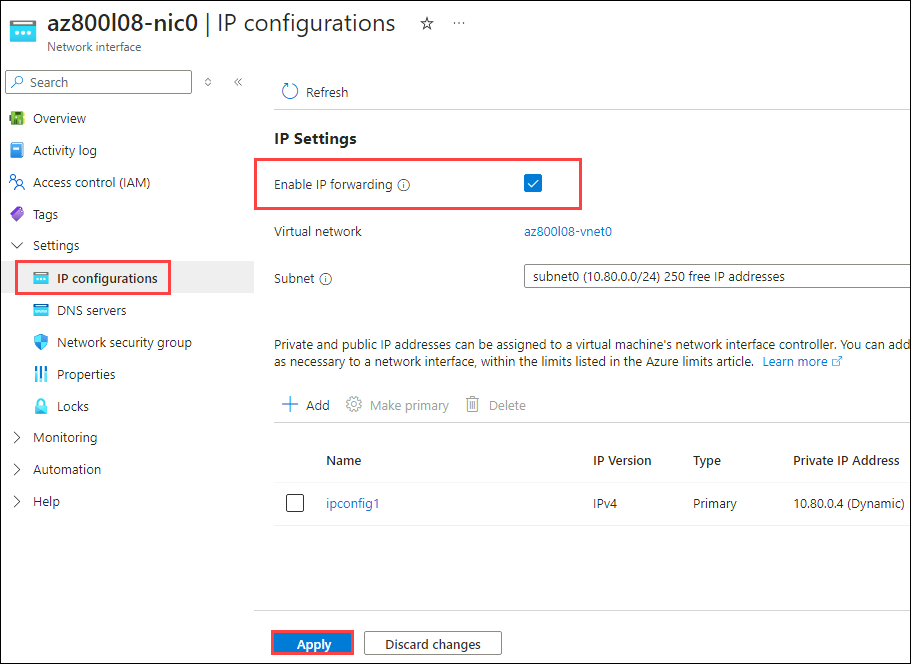 az800l08-nic0 | IP configurations
Network interface
Search
Overview
Activity log
Access control (IAM)
Tags
Settings
IP configurations
DNS servers
Network security group
Properties
Locks
Monitoring
Automation
Help
Refresh
IP Settings
Enable IP forwarding
Virtual network az800l08-vnet0
Subnet subnet0 (10.80.0.0/24) 250 free IP addresses
Private and public IP addresses can be assigned to a virtual machine's network interface controller. You can add
as necessary to a network interface, within the limits listed in the Azure limits article. Learn more
Add Make primary Delete
Name IP Version Type Private IP Address
ipconfig1 IPv4 Primary 10.80.0.4 (Dynamic)
Apply Discard changes